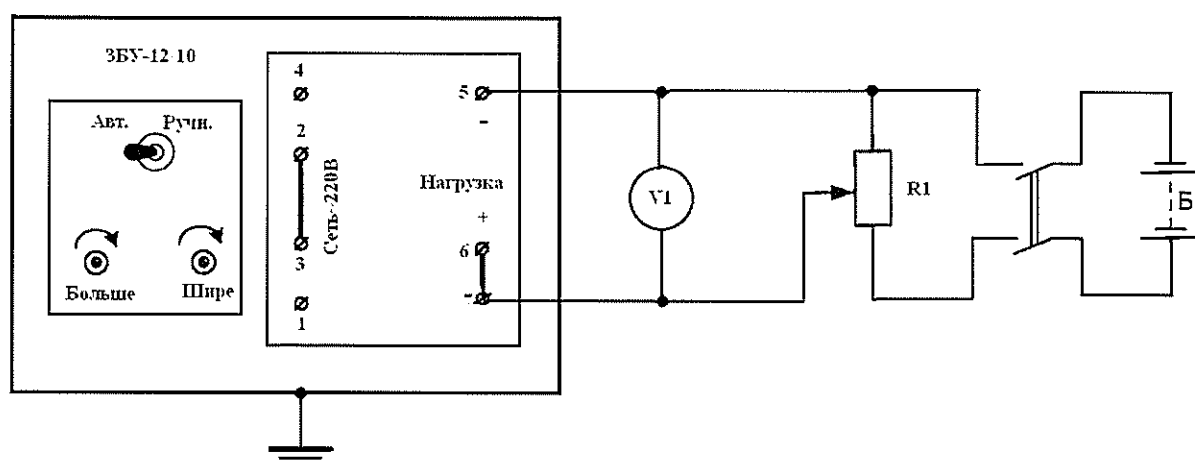 ЗБУ-12 10
Авт. Ручн.
Больше Шире
4
2
3
1
Сеть~220В
5
-
Нагрузка
+
6
V1
R1
Б